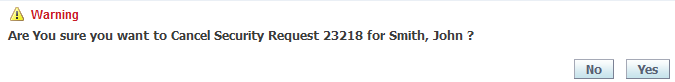 Warning
Are You sure you want to Cancel Security Request 23218 for Smith, John ?
No Yes